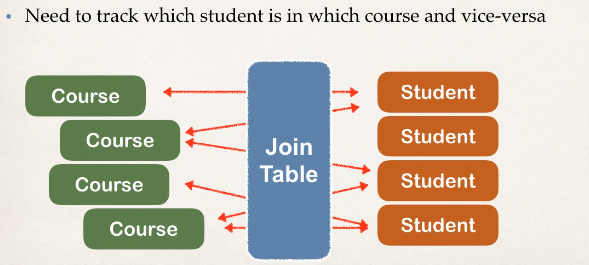 • Need to track which student is in which course and vice-versa
Course
Student
Course
Student
Join
Table
Course
Student
Course
Student